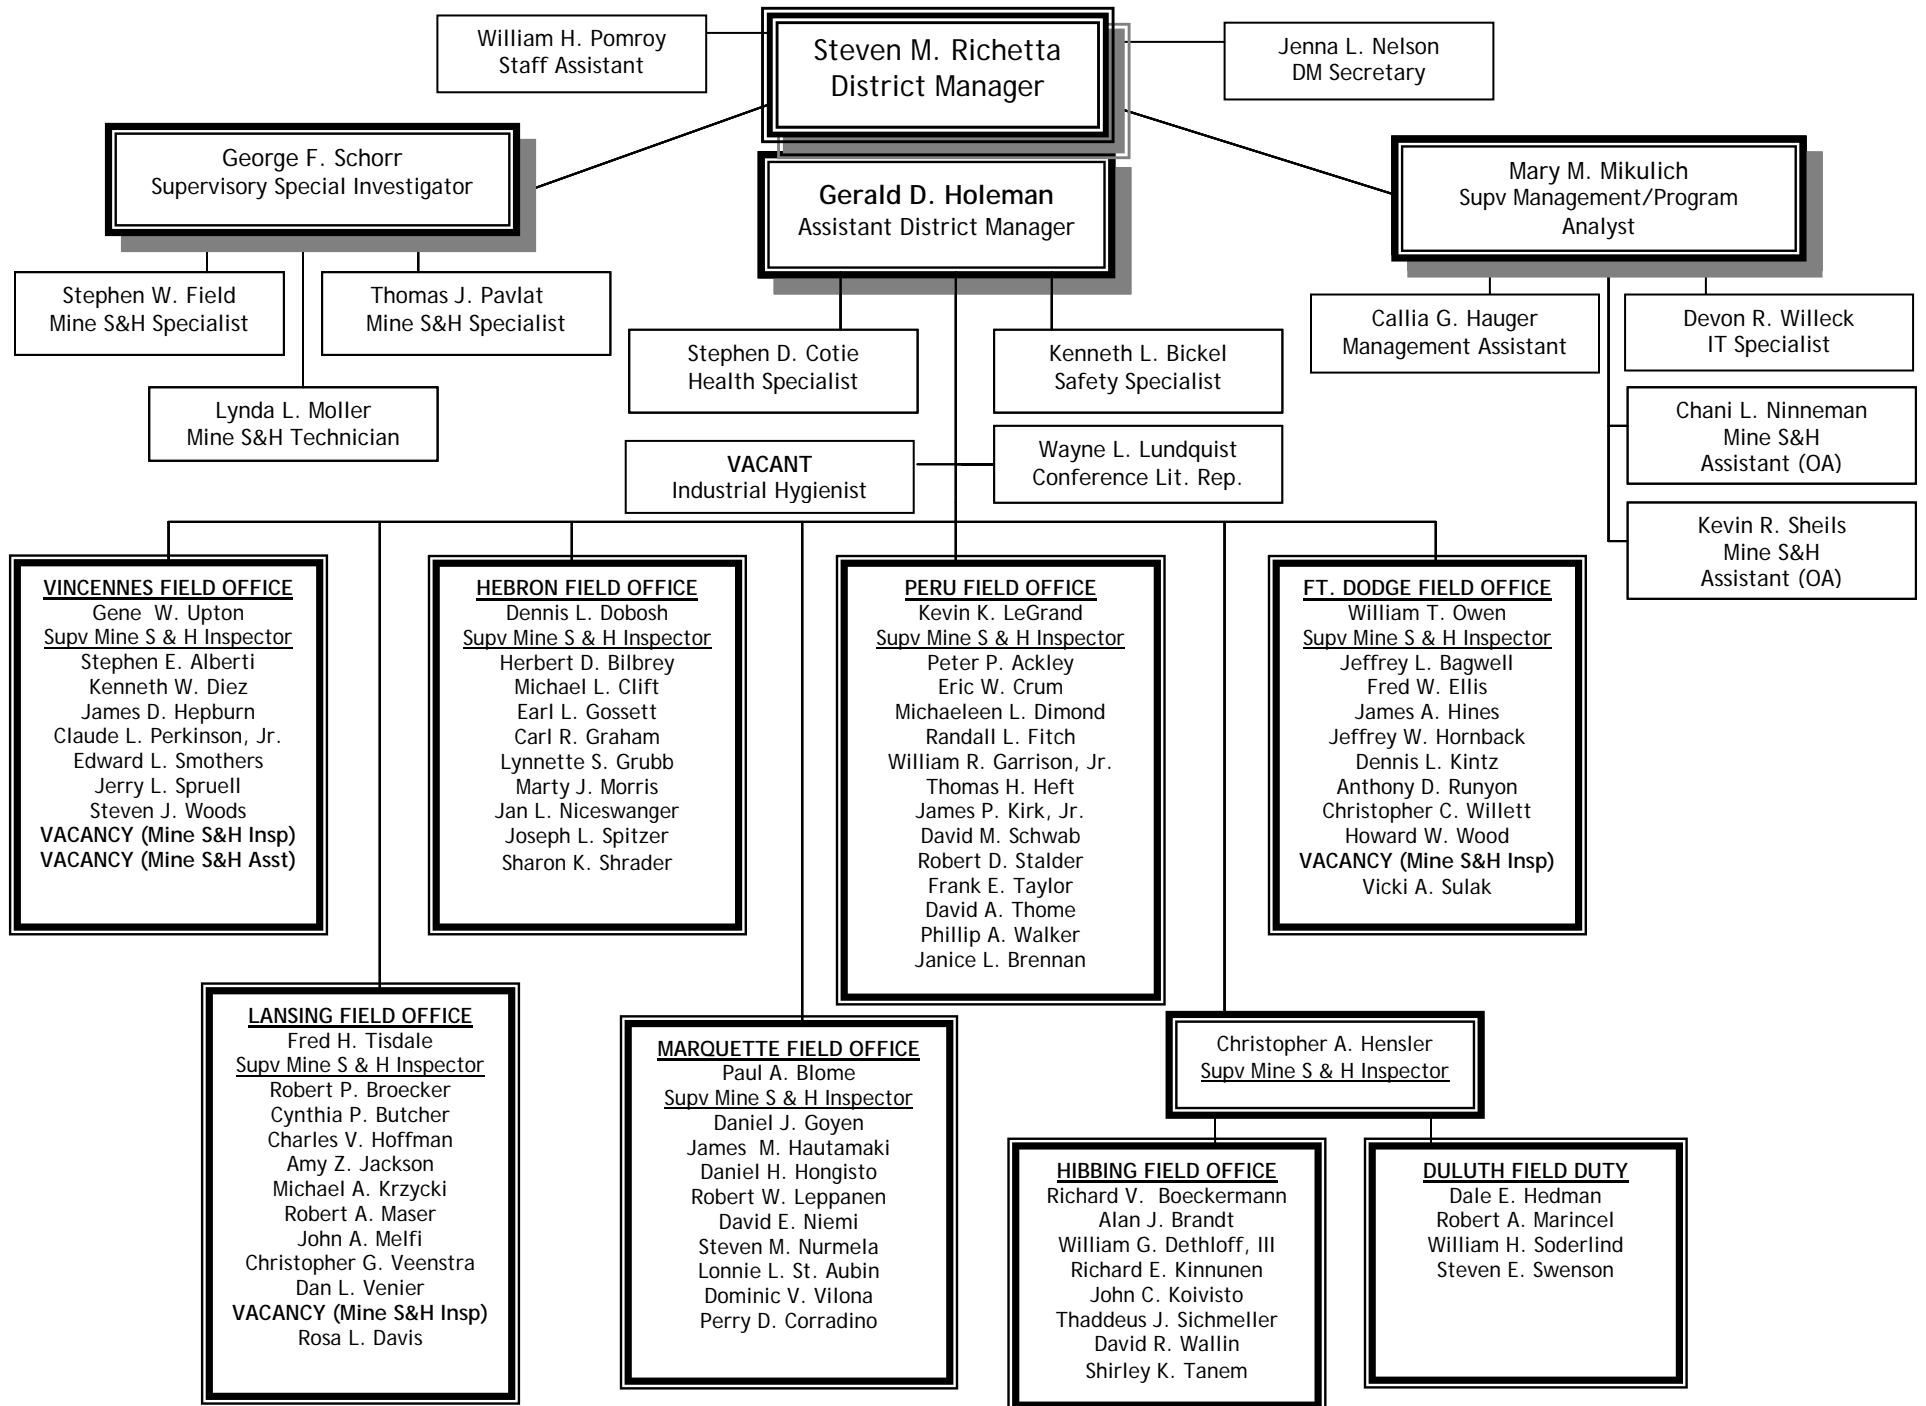 William H. Pomroy
Staff Assistant
Steven M. Richetta
District Manager
Jenna L. Nelson
DM Secretary
George F. Schorr
Supervisory Special Investigator
Gerald D. Holeman
Assistant District Manager
Mary M. Mikulich
Supv Management/Program
Analyst
Stephen W. Field
Mine S&H Specialist
Thomas J. Pavlat
Mine S&H Specialist
Lynda L. Moller
Mine S&H Technician
Stephen D. Cotie
Health Specialist
Kenneth L. Bickel
Safety Specialist
VACANT
Industrial Hygienist
Wayne L. Lundquist
Conference Lit. Rep.
Callia G. Hauger
Management Assistant
Devon R. Willeck
IT Specialist
Chani L. Ninneman
Mine S&H
Assistant (OA)
Kevin R. Sheils
Mine S&H
Assistant (OA)
VINCENNES FIELD OFFICE
Gene W. Upton
Supv Mine S & H Inspector
Stephen E. Alberti
Kenneth W. Diez
James D. Hepburn
Claude L. Perkinson, Jr.
Edward L. Smothers
Jerry L. Spruell
Steven J. Woods
VACANCY (Mine S&H Insp)
VACANCY (Mine S&H Asst)
HEBRON FIELD OFFICE
Dennis L. Dobosh
Supv Mine S & H Inspector
Herbert D. Bilbrey
Michael L. Clift
Earl L. Gossett
Carl R. Graham
Lynnette S. Grubb
Marty J. Morris
Jan L. Niceswanger
Joseph L. Spitzer
Sharon K. Shrader
PERU FIELD OFFICE
Kevin K. LeGrand
Supv Mine S & H Inspector
Peter P. Ackley
Eric W. Crum
Michaeleen L. Dimond
Randall L. Fitch
William R. Garrison, Jr.
Thomas H. Heft
James P. Kirk, Jr.
David M. Schwab
Robert D. Stalder
Frank E. Taylor
David A. Thome
Phillip A. Walker
Janice L. Brennan
FT. DODGE FIELD OFFICE
William T. Owen
Supv Mine S & H Inspector
Jeffrey L. Bagwell
Fred W. Ellis
James A. Hines
Jeffrey W. Hornback
Dennis L. Kintz
Anthony D. Runyon
Christopher C. Willett
Howard W. Wood
VACANCY (Mine S&H Insp)
Vicki A. Sulak
LANSING FIELD OFFICE
Fred H. Tisdale
Supv Mine S & H Inspector
Robert P. Broecker
Cynthia P. Butcher
Charles V. Hoffman
Amy Z. Jackson
Michael A. Krzycki
Robert A. Maser
John A. Melfi
Christopher G. Veenstra
Dan L. Venier
VACANCY (Mine S&H Insp)
Rosa L. Davis
MARQUETTE FIELD OFFICE
Paul A. Blome
Supv Mine S & H Inspector
Daniel J. Goyen
James M. Hautamaki
Daniel H. Hongisto
Robert W. Leppanen
David E. Niemi
Steven M. Nurmela
Lonnie L. St. Aubin
Dominic V. Vilona
Perry D. Corradino
Christopher A. Hensler
Supv Mine S & H Inspector
HIBBING FIELD OFFICE
Richard V. Boeckermann
Alan J. Brandt
William G. Dethloff, III
Richard E. Kinnunen
John C. Koivisto
Thaddeus J. Sichmeller
David R. Wallin
Shirley K. Tanem
DULUTH FIELD DUTY
Dale E. Hedman
Robert A. Marincel
William H. Soderlind
Steven E. Swenson